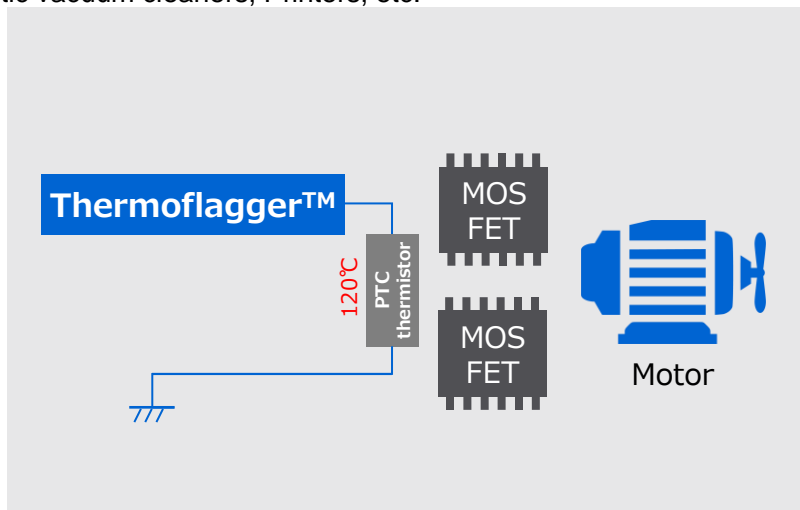 Thermoflagger™
120℃
PTC
thermistor
MOS
FET
MOS
FET
Motor